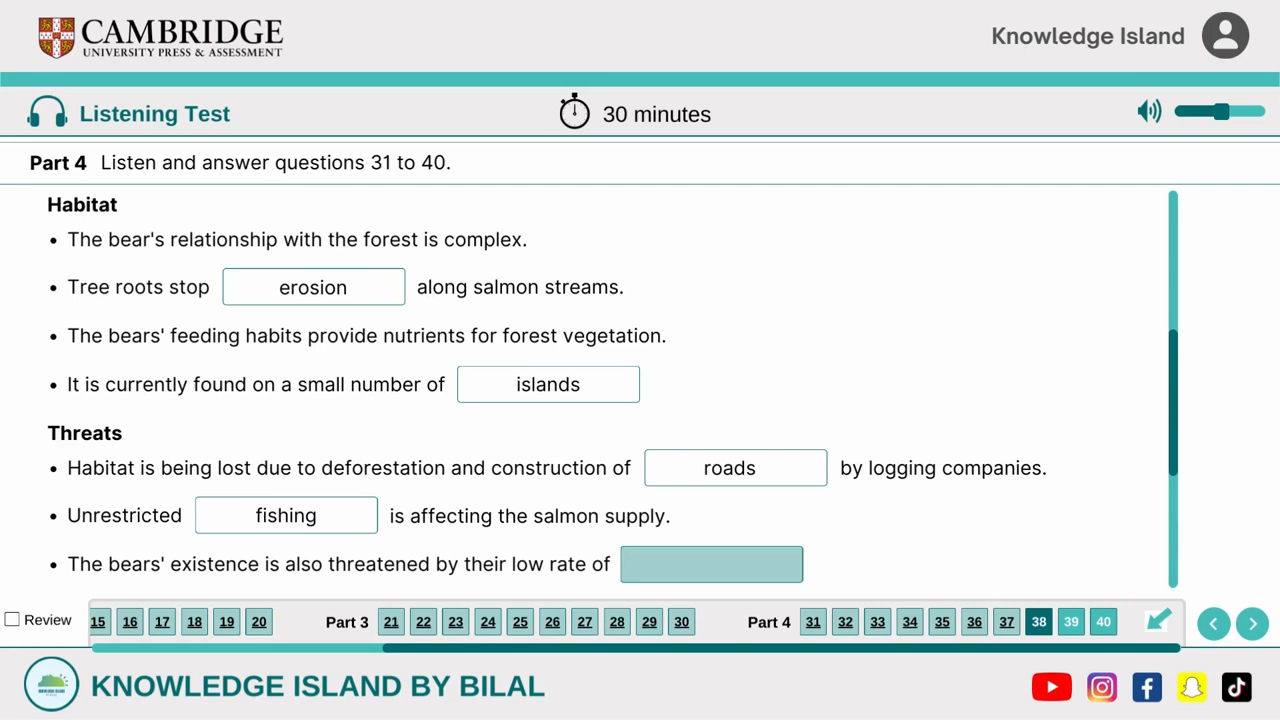 CAMBRIDGE
UNIVERSITY PRESS & ASSESSMENT
Knowledge Island
Listening Test
30 minutes
Part 4 Listen and answer questions 31 to 40.
Habitat
• The bear's relationship with the forest is complex.
• Tree roots stop erosion along salmon streams.
• The bears' feeding habits provide nutrients for forest vegetation.
• It is currently found on a small number of islands
Threats
• Habitat is being lost due to deforestation and construction of roads by logging companies.
• Unrestricted fishing is affecting the salmon supply.
• The bears' existence is also threatened by their low rate of
Review 15 16 17 18 19 20 Part 3 21 22 23 24 25 26 27 28 29 30 Part 4 31 32 33 34 35 36 37 38 39 40
KNOWLEDGE ISLAND BY BILAL